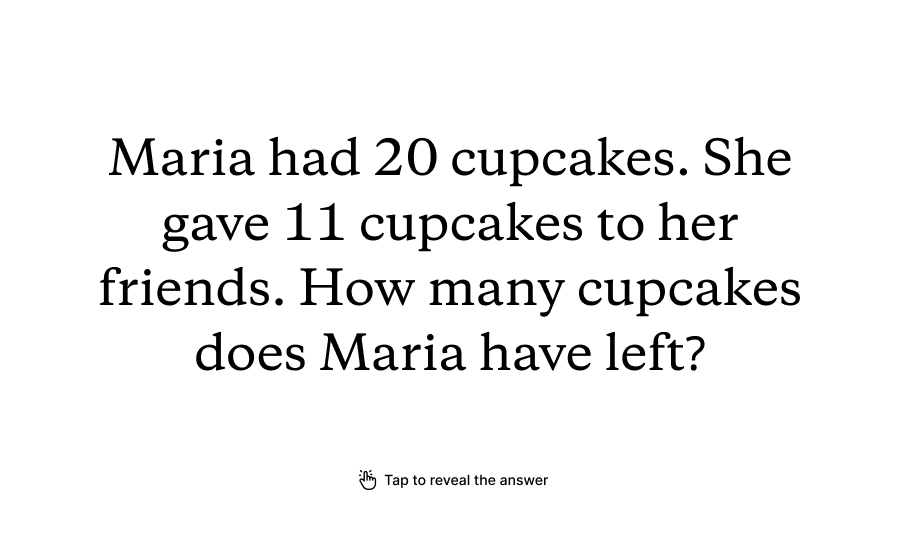 Maria had 20 cupcakes. She
gave 11 cupcakes to her
friends. How many cupcakes
does Maria have left?
Tap to reveal the answer